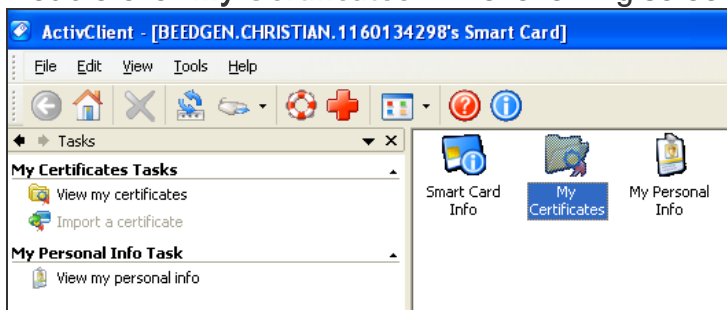 ActivClient - [BEEDGEN.CHRISTIAN.1160134298's Smart Card]
File Edit View Tools Help
Tasks
My Certificates Tasks
View my certificates
Import a certificate
My Personal Info Task
View my personal info
Smart Card
Info
My
Certificates
My Personal
Info